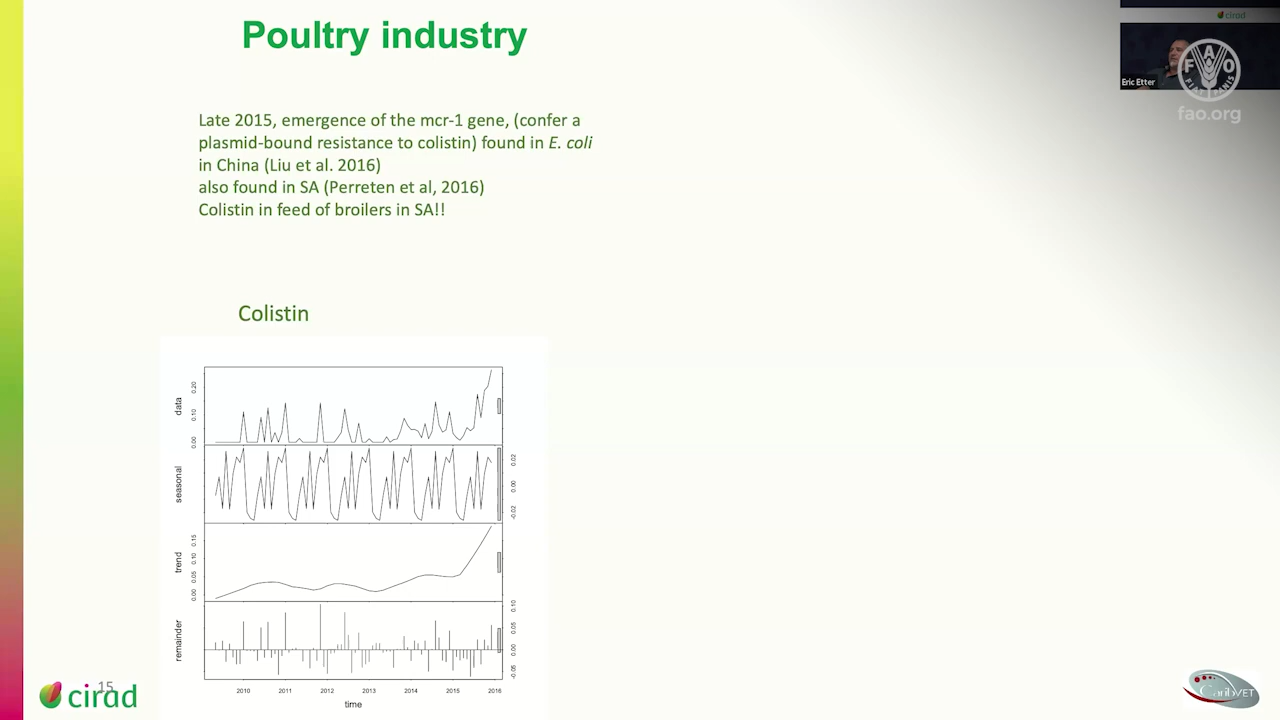 Poultry industry
cirad
Eric Etter
F A O
FIAT PANIS
fao.org
Late 2015, emergence of the mcr-1 gene, (confer a
plasmid-bound resistance to colistin) found in E. coli
in China (Liu et al. 2016)
also found in SA (Perreten et al, 2016)
Colistin in feed of broilers in SA!!
Colistin
data
0.00 0.10 0.20
seasonal
-0.02 0.00 0.02
trend
0.00 0.05 0.10 0.15
remainder
-0.05 0.00 0.05 0.10
2010 2011 2012 2013 2014 2015 2016
time
15
cirad
CaribVET